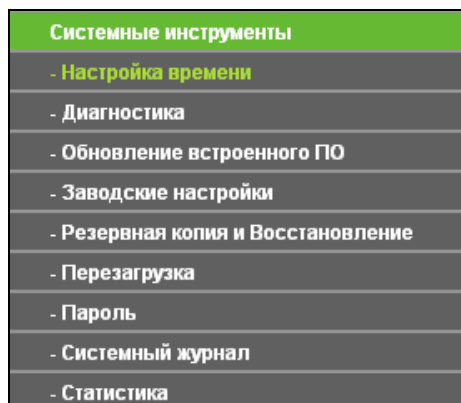 Системные инструменты
- Настройка времени
- Диагностика
- Обновление встроенного ПО
- Заводские настройки
- Резервная копия и Восстановление
- Перезагрузка
- Пароль
- Системный журнал
- Статистика